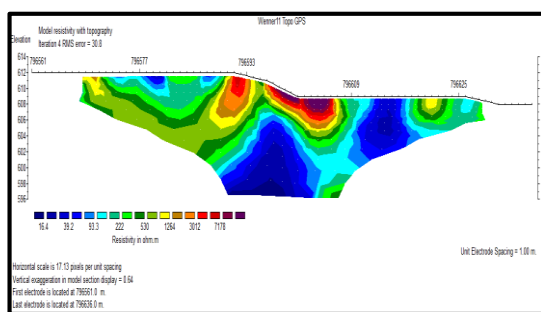 Wenner11 Topo GPS
Model resistivity with topography
Elevation
Iteration 4 RMS error = 30.8
614
612
610
608
606
604
602
600
598
596
796561
796577
796593
796609
796625
16.4 39.2 93.3 222 530 1264 3012 7178
Resistivity in ohm.m
Unit Electrode Spacing = 1.00 m.
Horizontal scale is 17.13 pixels per unit spacing
Vertical exaggeration in model section display = 0.64
First electrode is located at 796561.0 m.
Last electrode is located at 796636.0 m.